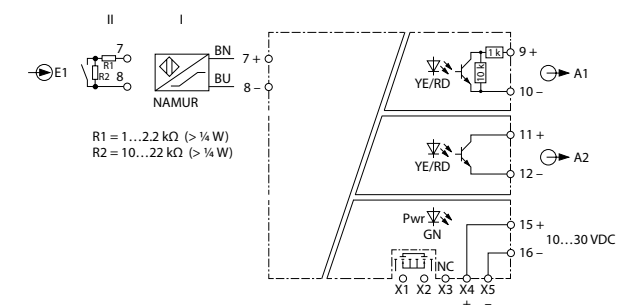 II I
E1
7
8
R1
R2
BN
BU
7 +
8 –
NAMUR
R1 = 1…2.2 kΩ (> ¼ W)
R2 = 10…22 kΩ (> ¼ W)
1 k
10 k
YE/RD
9 +
10 –
A1
YE/RD
11 +
12 –
A2
Pwr
GN
15 +
16 –
10…30 VDC
NC
X1 X2 X3 X4 X5
+ –